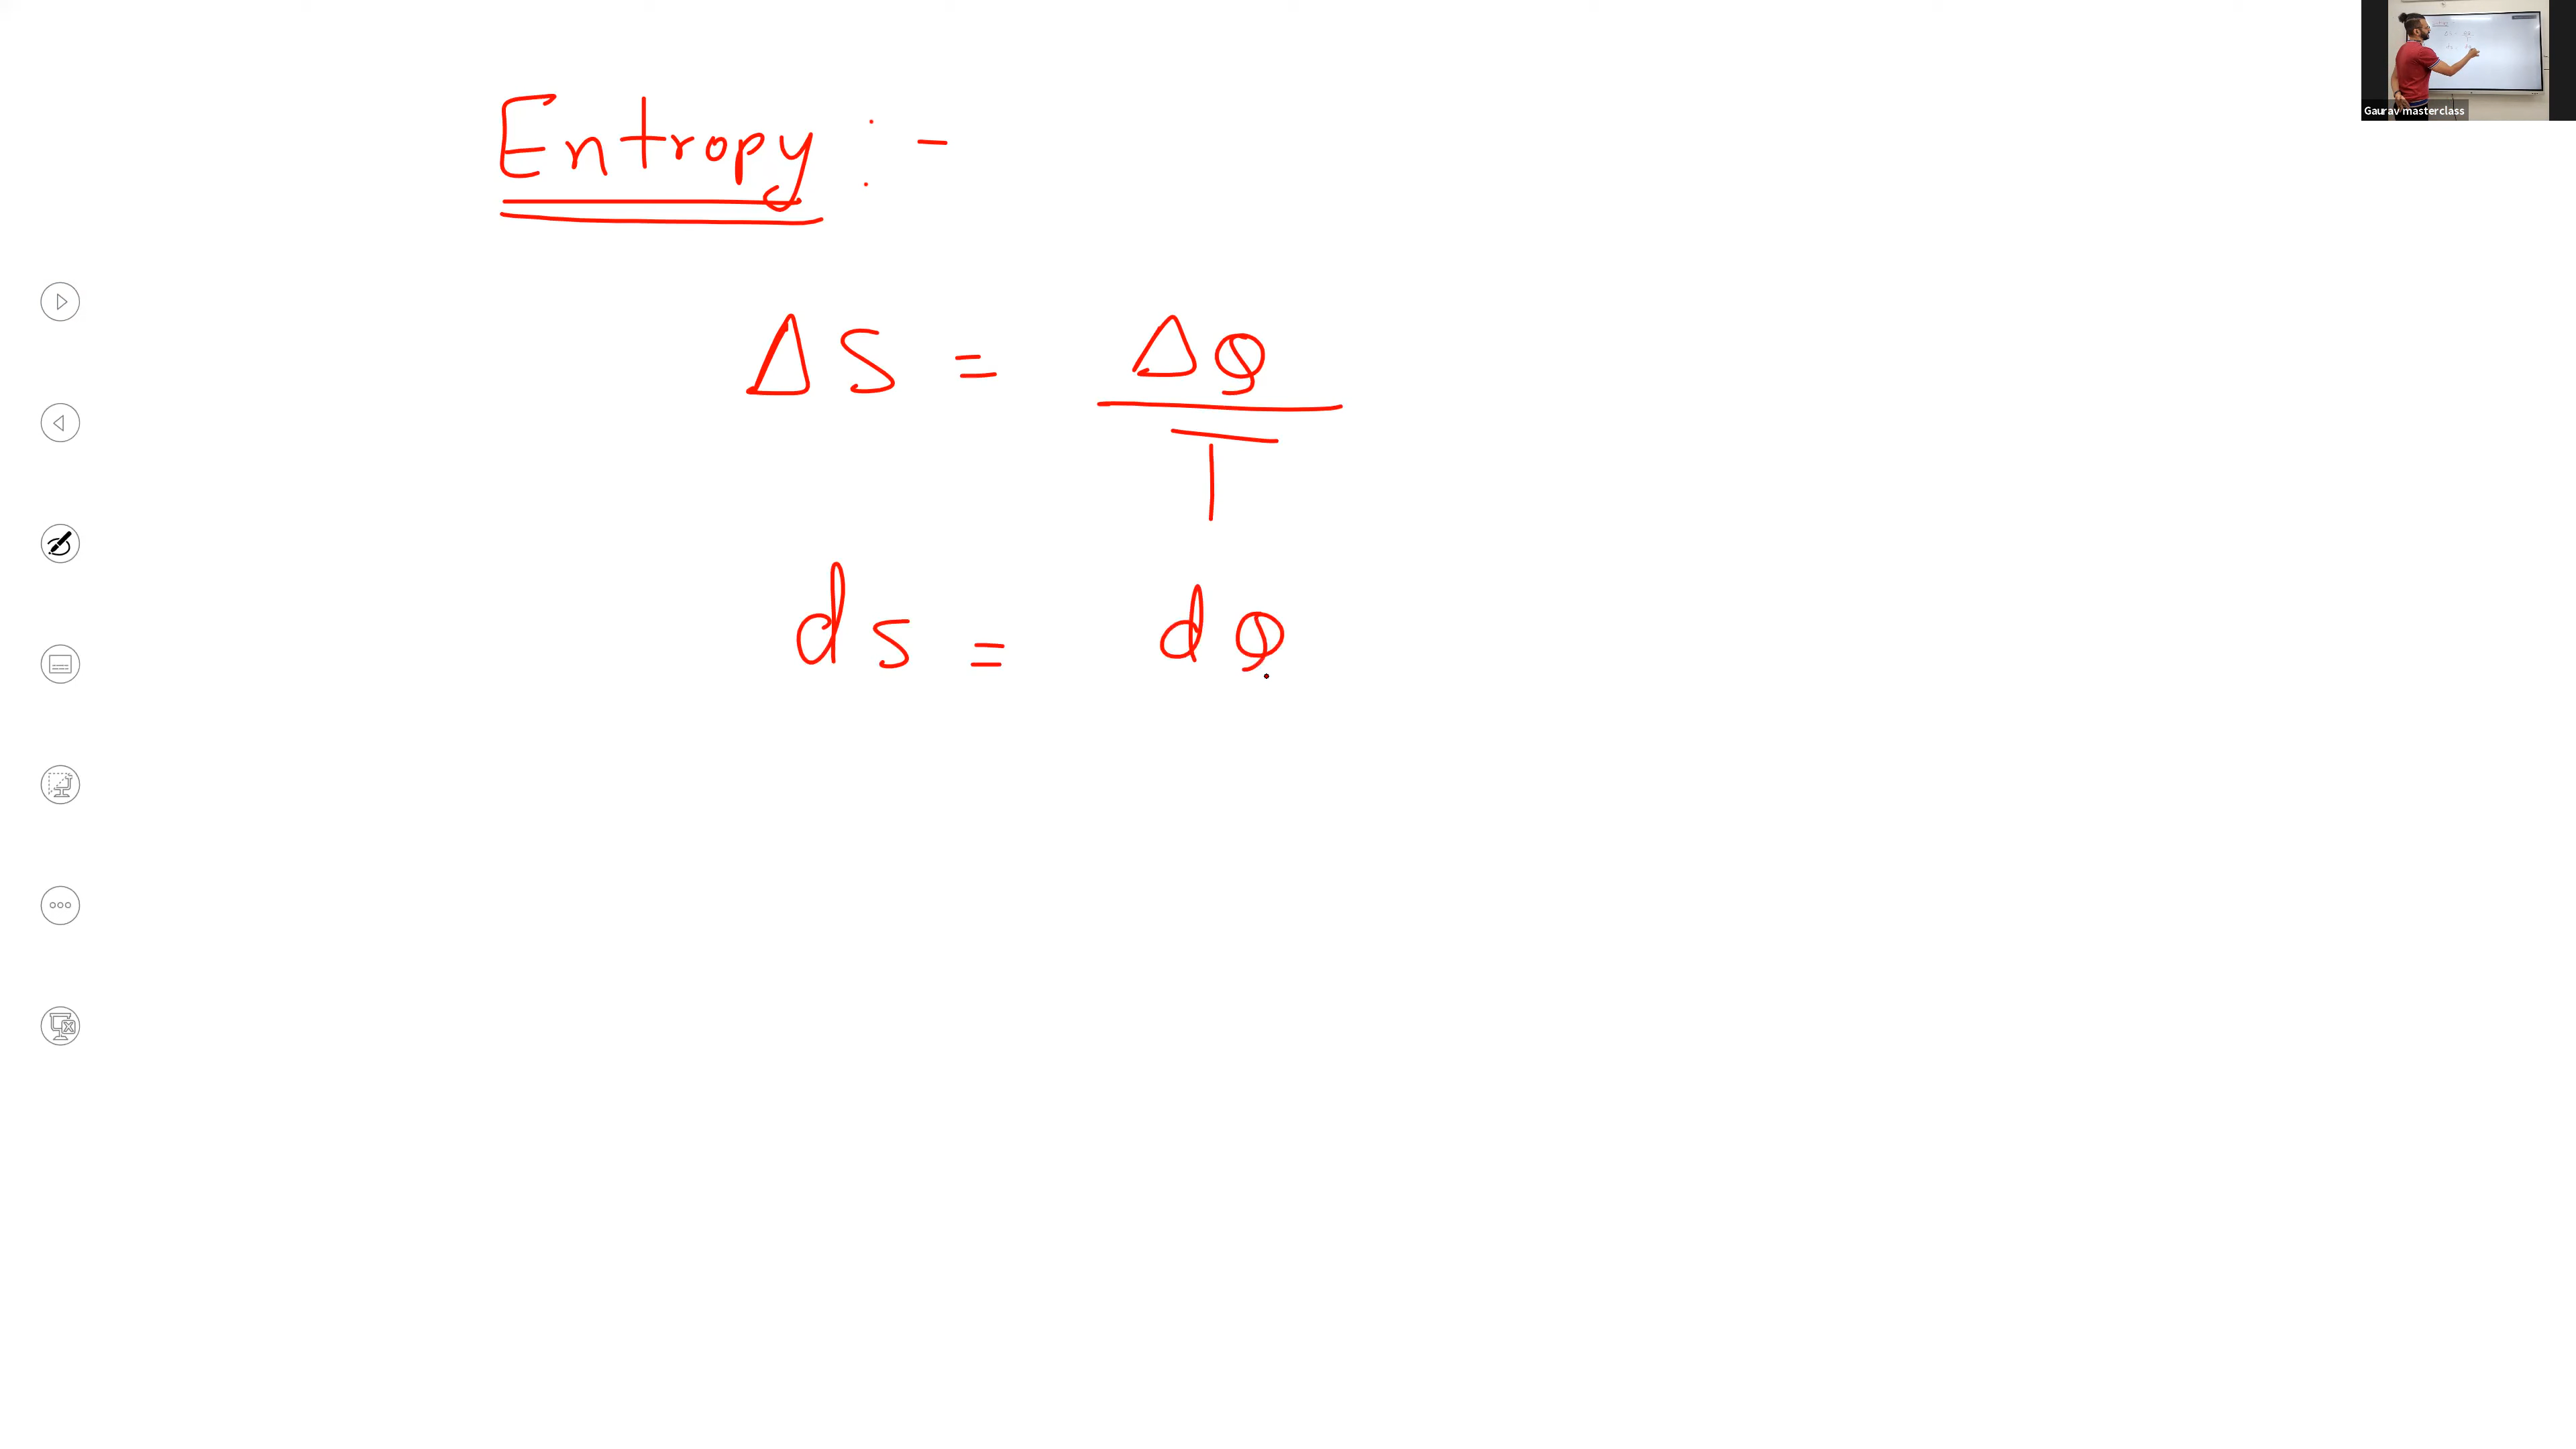 Entropy :-
ΔS = ΔQ
T
ds = dQ
Gaurav masterclass